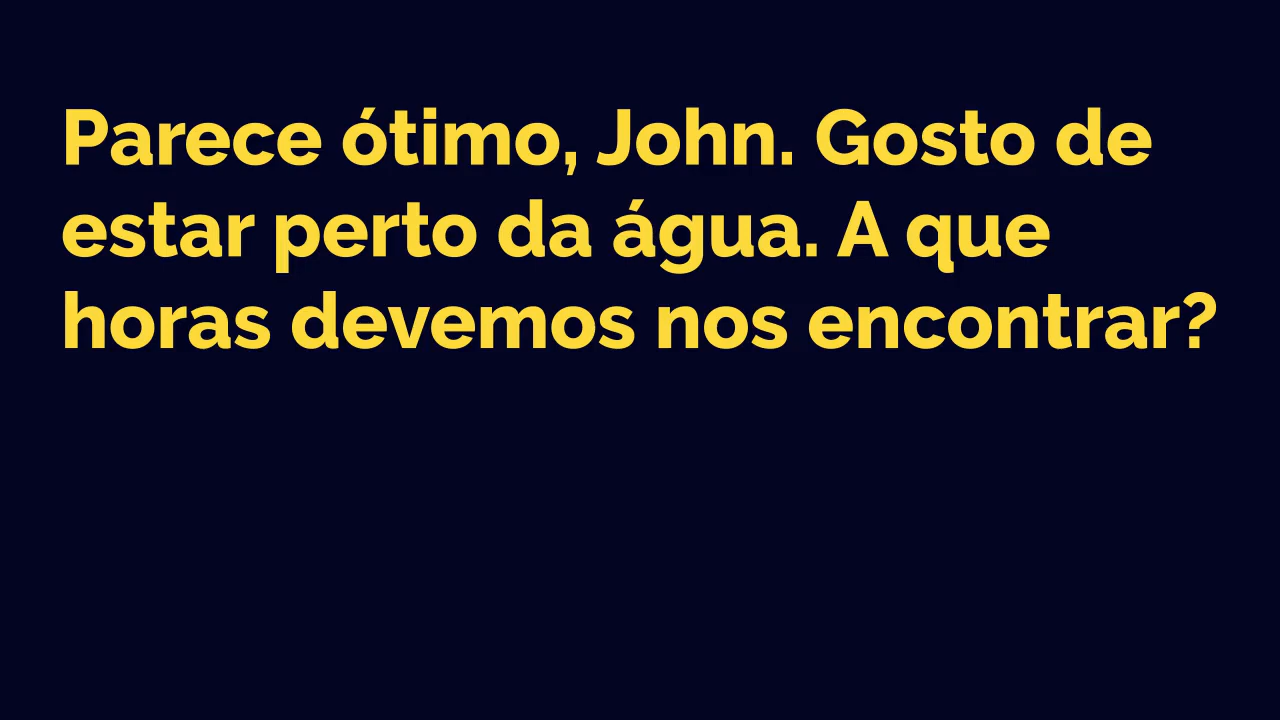 Parece ótimo, John. Gosto de
estar perto da água. A que
horas devemos nos encontrar?